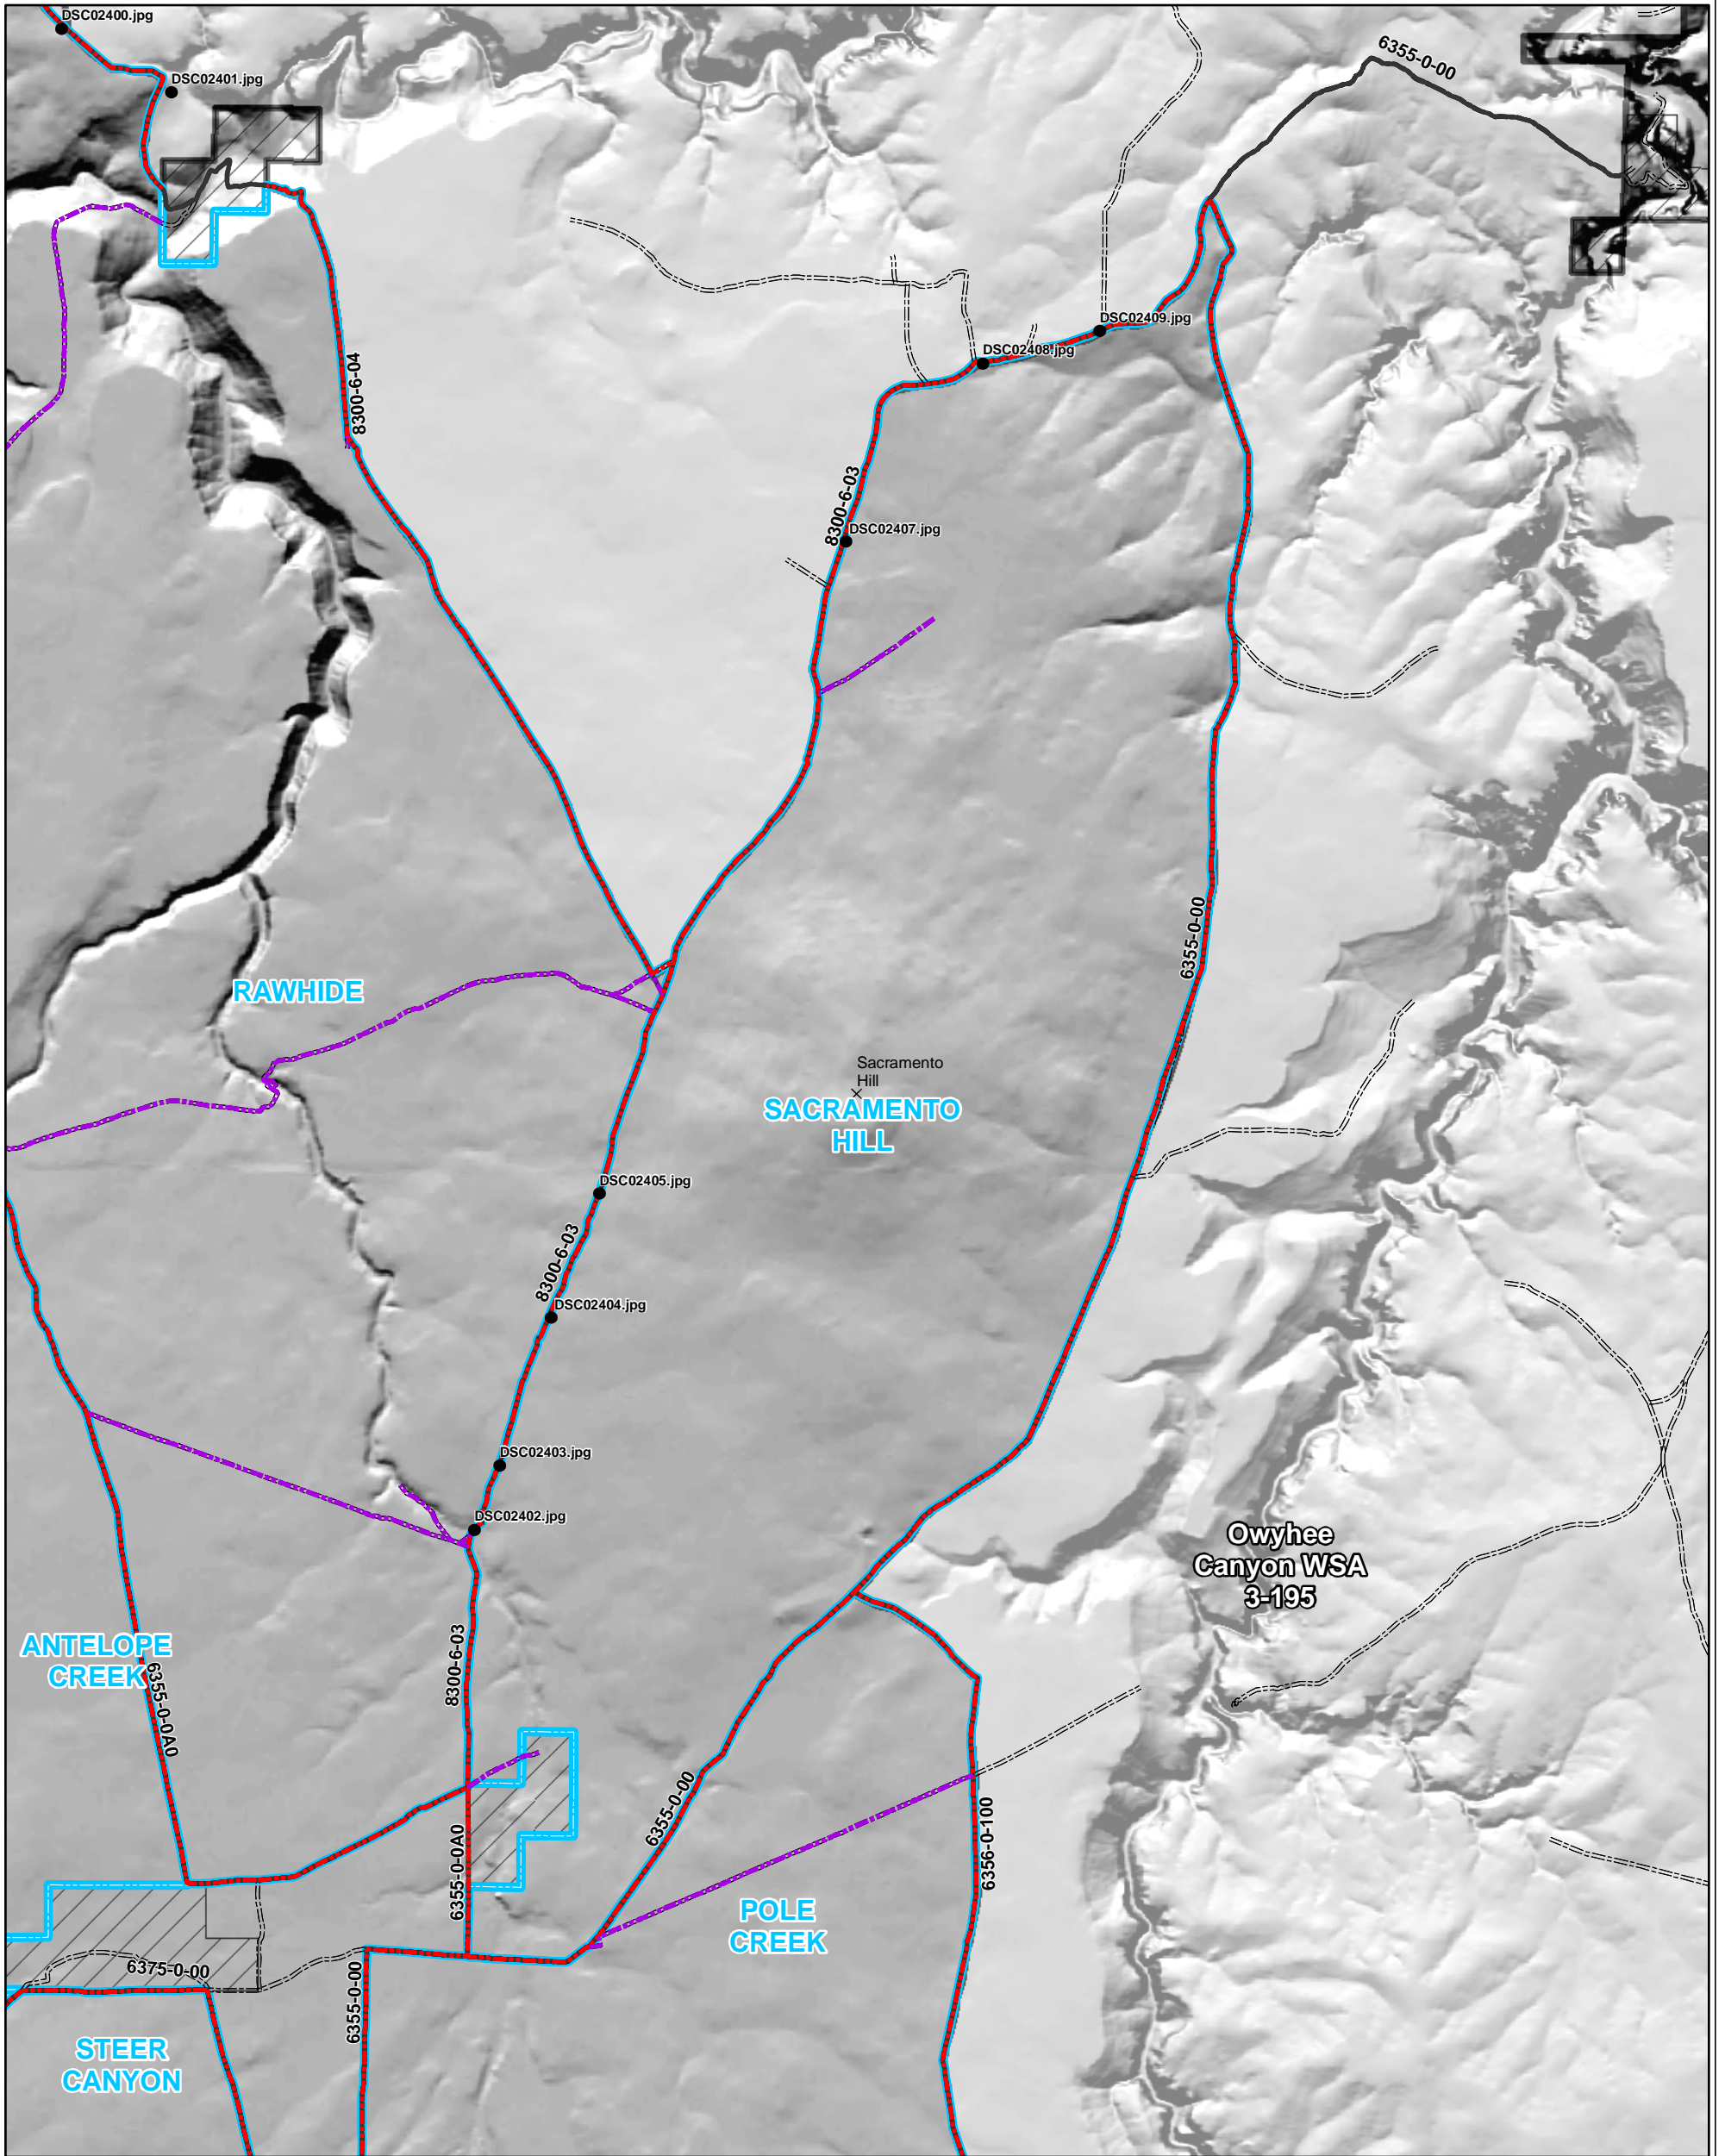 DSC02400.jpg
6355-0-00
DSC02401.jpg
DSC02409.jpg
DSC02408.jpg
8300-6-04
8300-6-03
DSC02407.jpg
6355-0-00
RAWHIDE
Sacramento
Hill
SACRAMENTO
HILL
DSC02405.jpg
8300-6-03
DSC02404.jpg
DSC02403.jpg
DSC02402.jpg
Owyhee
Canyon WSA
3-195
ANTELOPE
CREEK
6355-0-0A0
8300-6-03
6355-0-00
6356-0-100
6355-0-0A0
POLE
CREEK
6375-0-00
6355-0-00
STEER
CANYON